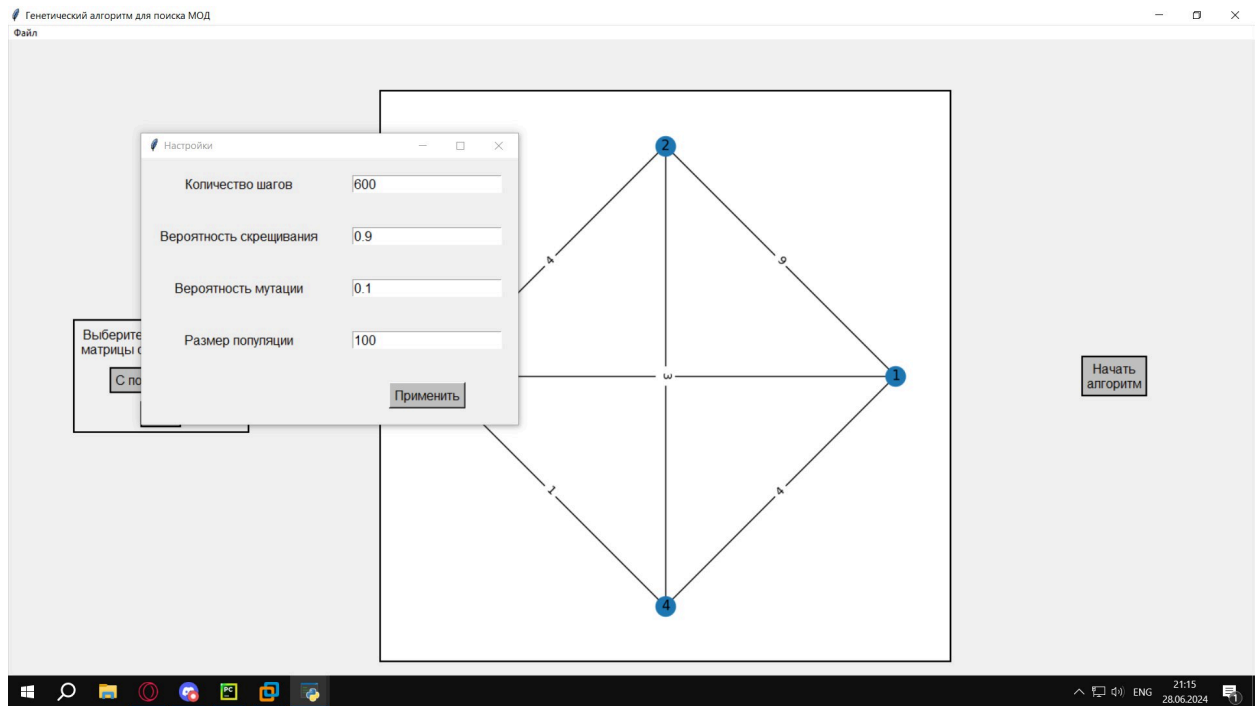 Генетический алгоритм для поиска МОД
Файл
Настройки
Количество шагов
600
Вероятность скрещивания
0.9
Вероятность мутации
0.1
Размер популяции
100
Применить
Выберите
матрицы
С по
2
4
9
3
1
1
4
4
Начать
алгоритм
PC
ENG
21:15
28.06.2024
1